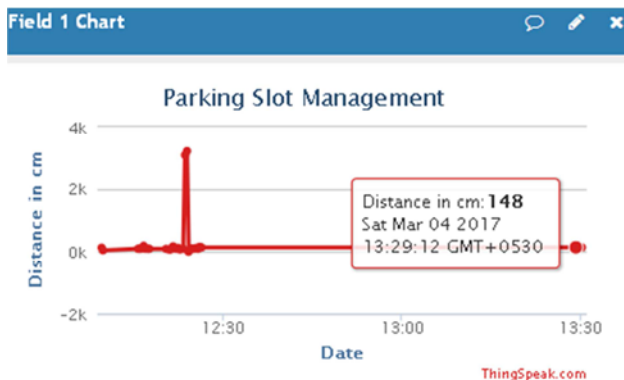 Field 1 Chart
Parking Slot Management
4k
2k
0k
-2k
Distance in cm
Distance in cm: 148
Sat Mar 04 2017
13:29:12 GMT+0530
12:30
13:00
13:30
Date
ThingSpeak.com